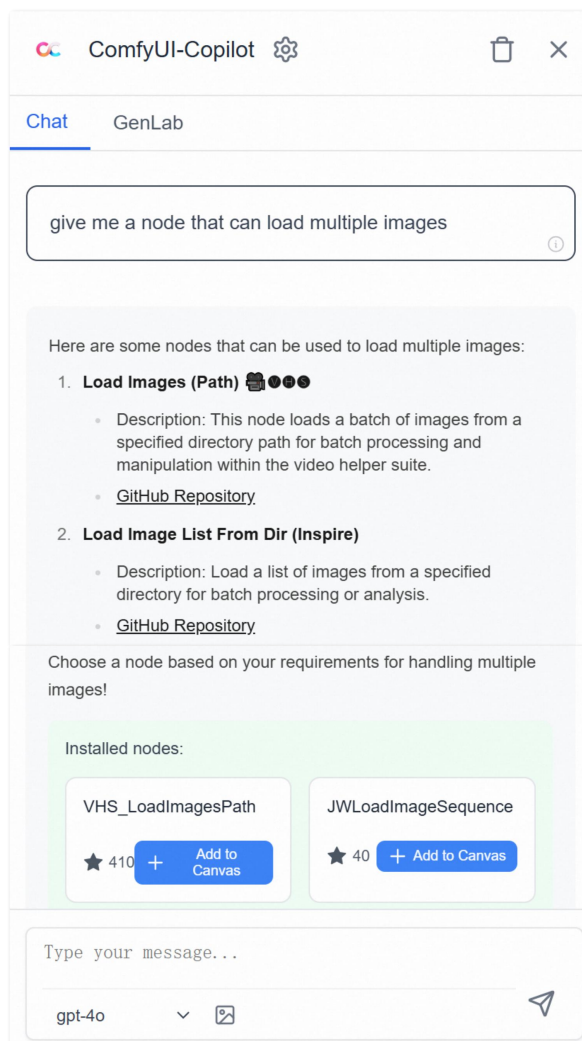 ComfyUI-Copilot
Chat GenLab
give me a node that can load multiple images
Here are some nodes that can be used to load multiple images:
1. Load Images (Path) 🎥🅥🅗🅢
Description: This node loads a batch of images from a
specified directory path for batch processing and
manipulation within the video helper suite.
GitHub Repository
2. Load Image List From Dir (Inspire)
Description: Load a list of images from a specified
directory for batch processing or analysis.
GitHub Repository
Choose a node based on your requirements for handling multiple
images!
Installed nodes:
VHS_LoadImagesPath
410
Add to
Canvas
JWLoadImageSequence
40
Add to Canvas
Type your message...
gpt-4o